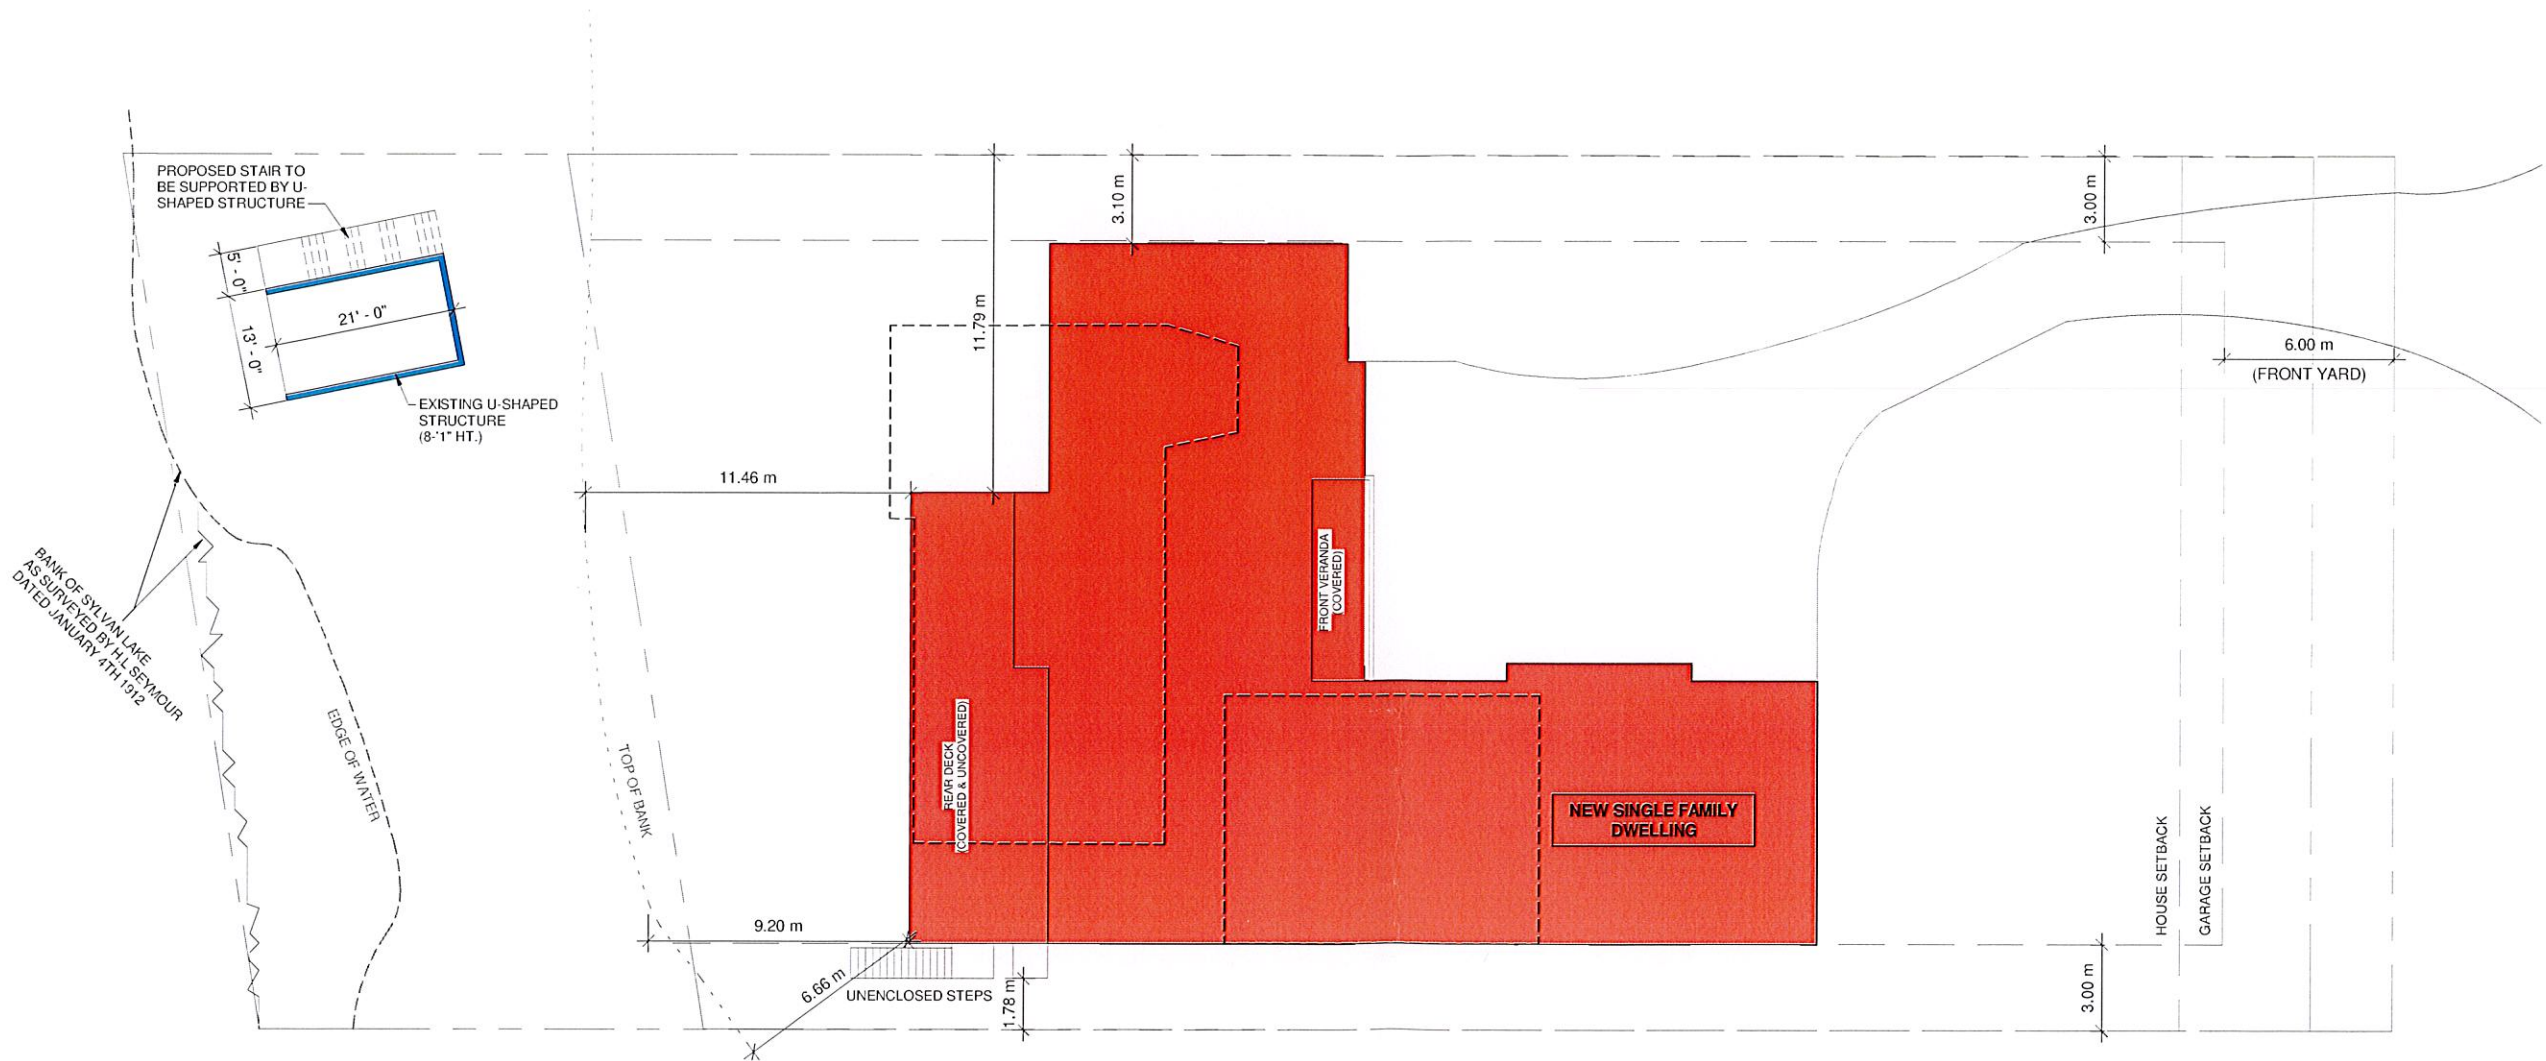 PROPOSED STAIR TO
BE SUPPORTED BY U-
SHAPED STRUCTURE
5' - 0"
21' - 0"
13' - 0"
EXISTING U-SHAPED
STRUCTURE
(8-'1" HT.)
BANK OF SYLVAN LAKE
AS SURVEYED BY H.L SEYMOUR
DATED JANUARY 4TH 1912
EDGE OF WATER
TOP OF BANK
11.46 m
11.79 m
3.10 m
3.00 m
6.00 m
(FRONT YARD)
FRONT VERANDA
(COVERED)
REAR DECK
(COVERED & UNCOVERED)
NEW SINGLE FAMILY
DWELLING
HOUSE SETBACK
GARAGE SETBACK
9.20 m
6.66 m
UNENCLOSED STEPS
1.78 m
3.00 m